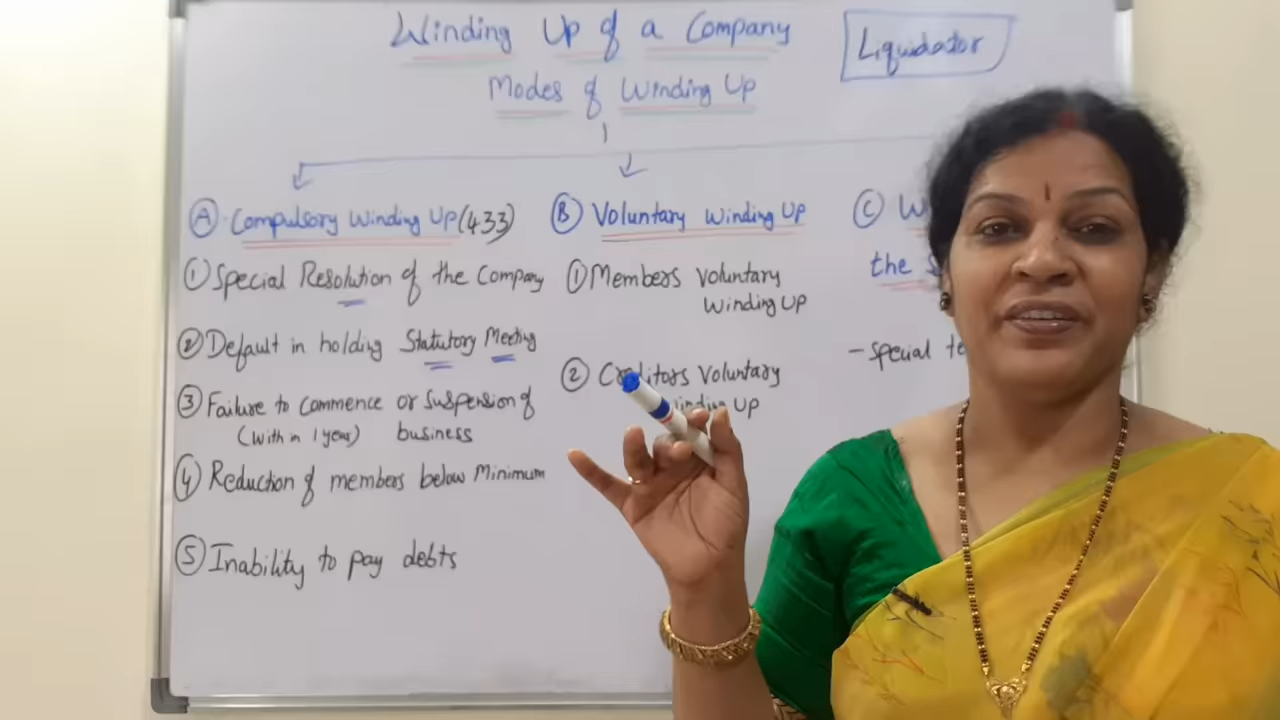 Winding Up of a Company
Liquidator
Modes of Winding Up
(A) Compulsory Winding Up (433)
(1) Special Resolution of the Company
(2) Default in holding Statutory Meeting
(3) Failure to commence or suspension of
(With in 1 year) business
(4) Reduction of members below Minimum
(5) Inability to pay debts
(B) Voluntary Winding Up
(1) Members Voluntary
Winding Up
(2) Creditors Voluntary
Winding Up
(C) W
the S
- Special